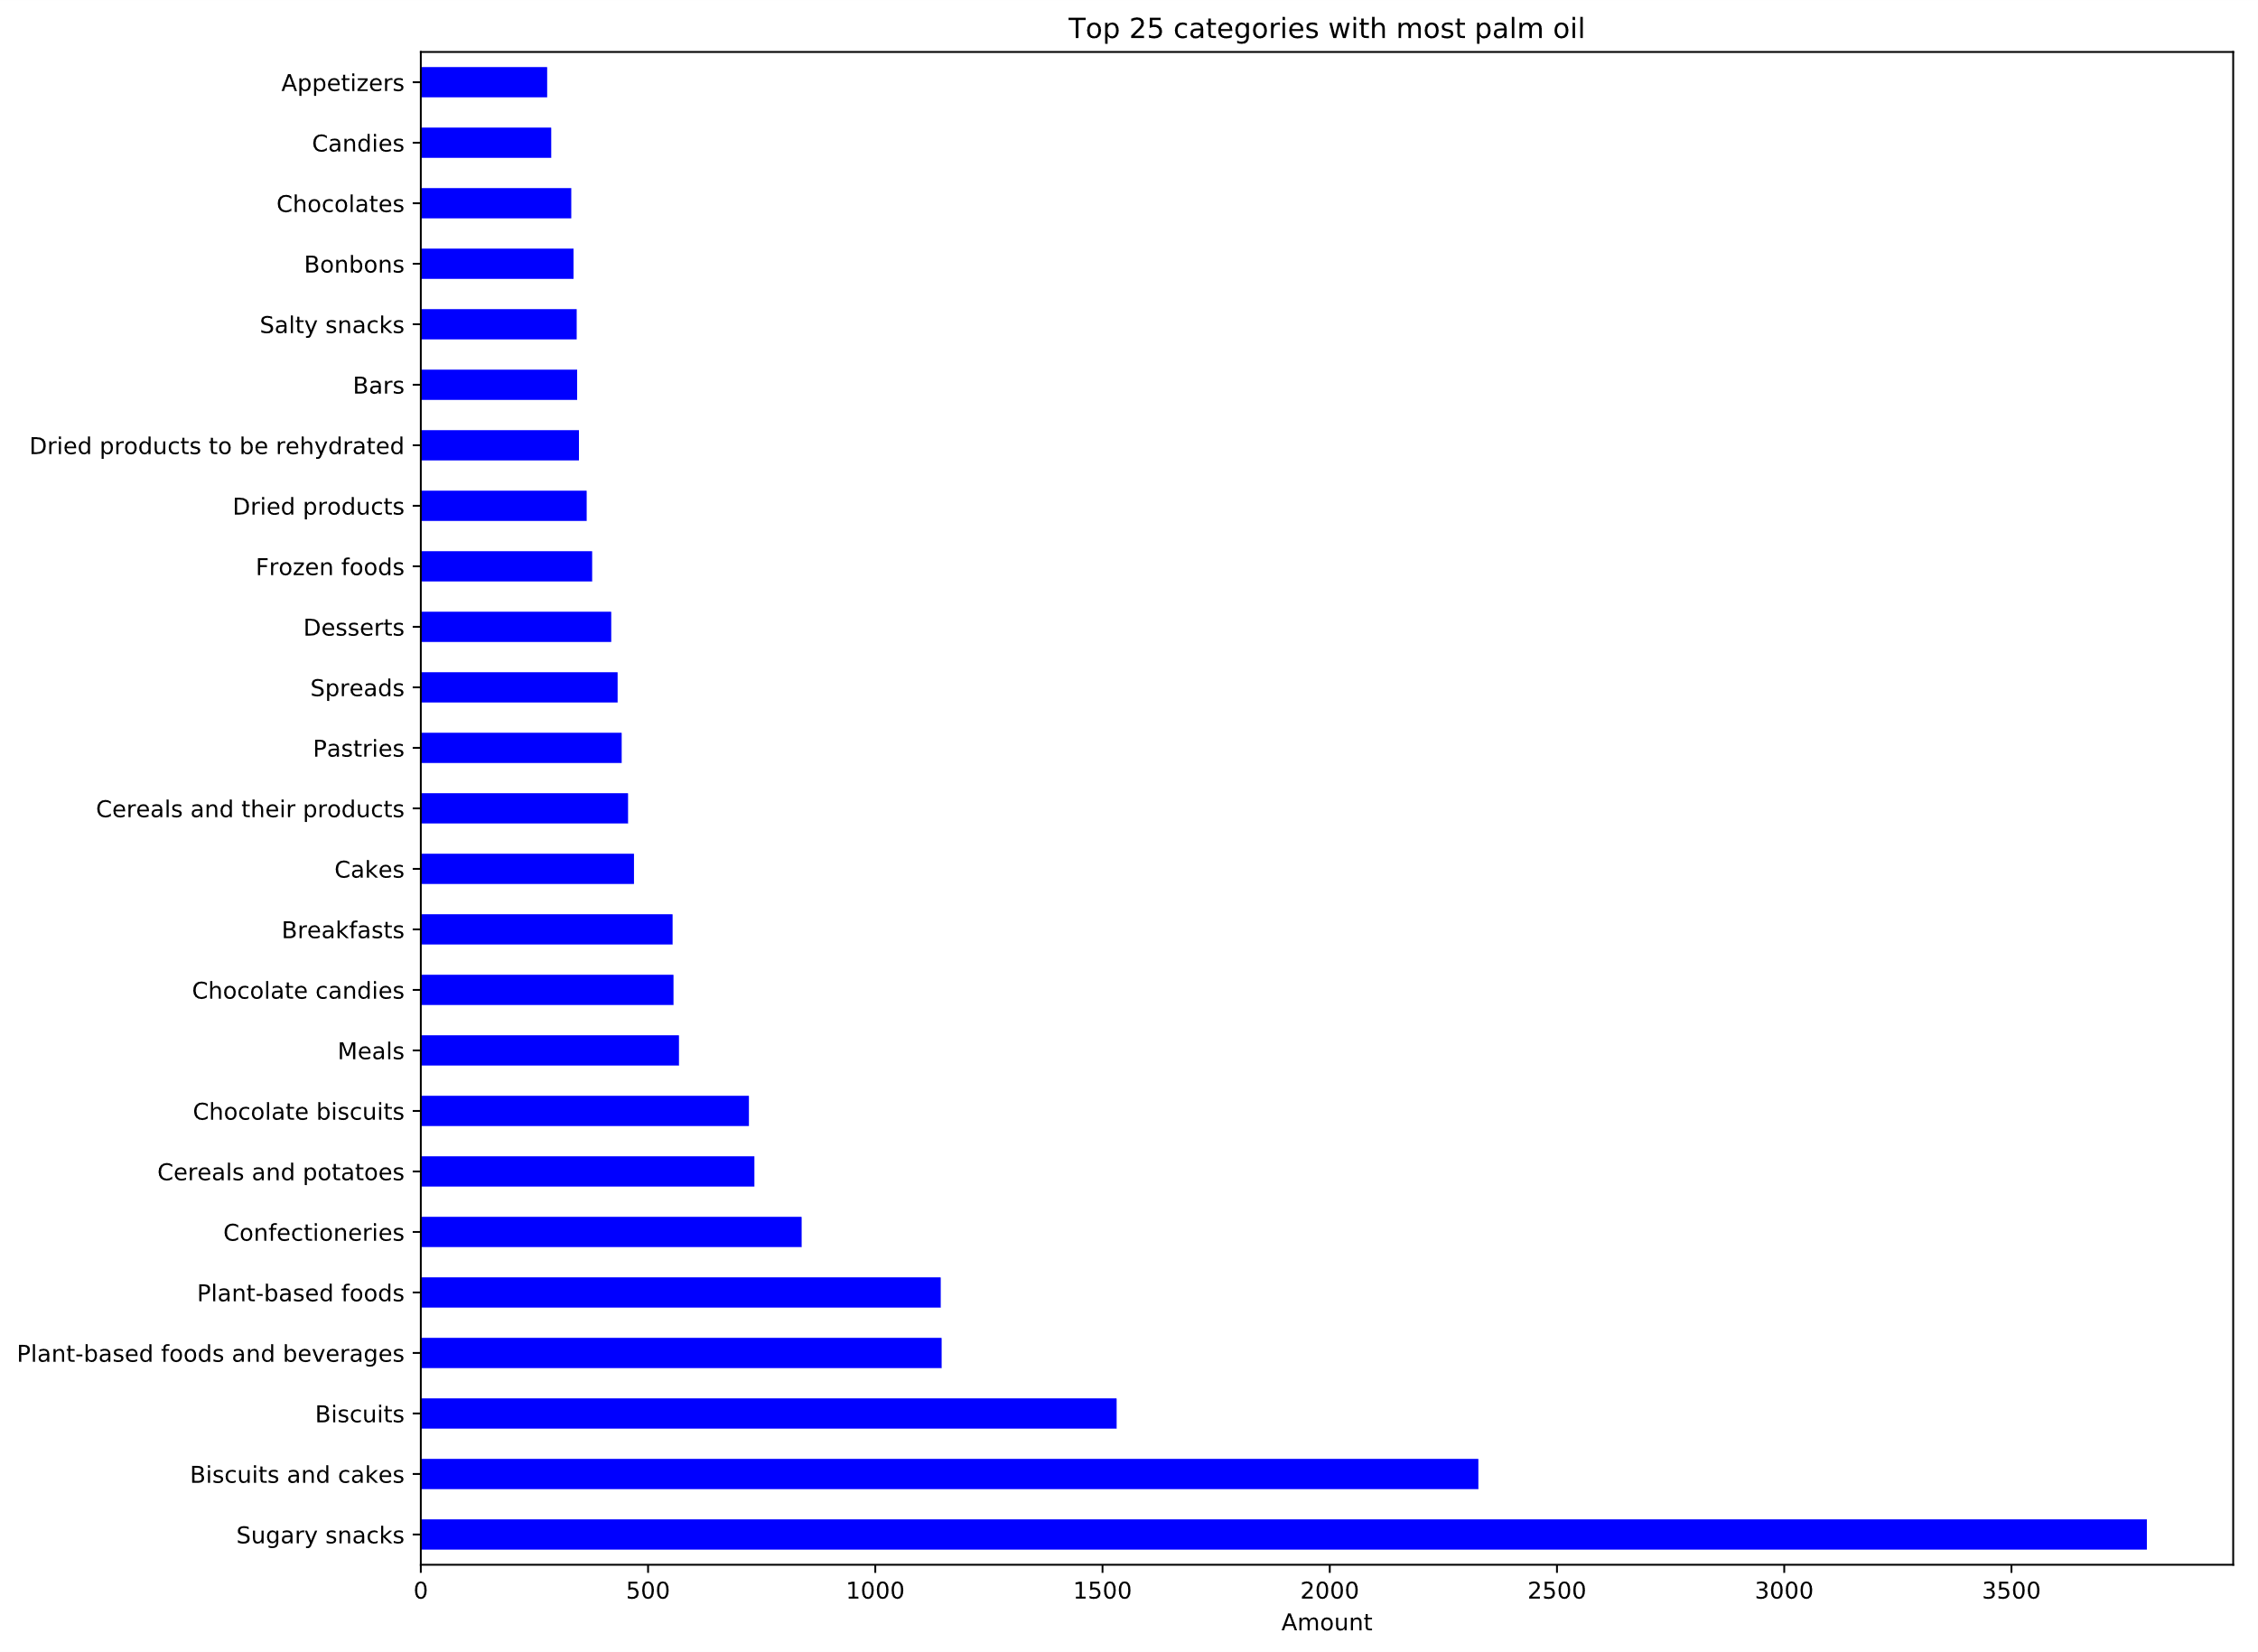 Top 25 categories with most palm oil
Appetizers
Candies
Chocolates
Bonbons
Salty snacks
Bars
Dried products to be rehydrated
Dried products
Frozen foods
Desserts
Spreads
Pastries
Cereals and their products
Cakes
Breakfasts
Chocolate candies
Meals
Chocolate biscuits
Cereals and potatoes
Confectioneries
Plant-based foods
Plant-based foods and beverages
Biscuits
Biscuits and cakes
Sugary snacks
0 500 1000 1500 2000 2500 3000 3500
Amount